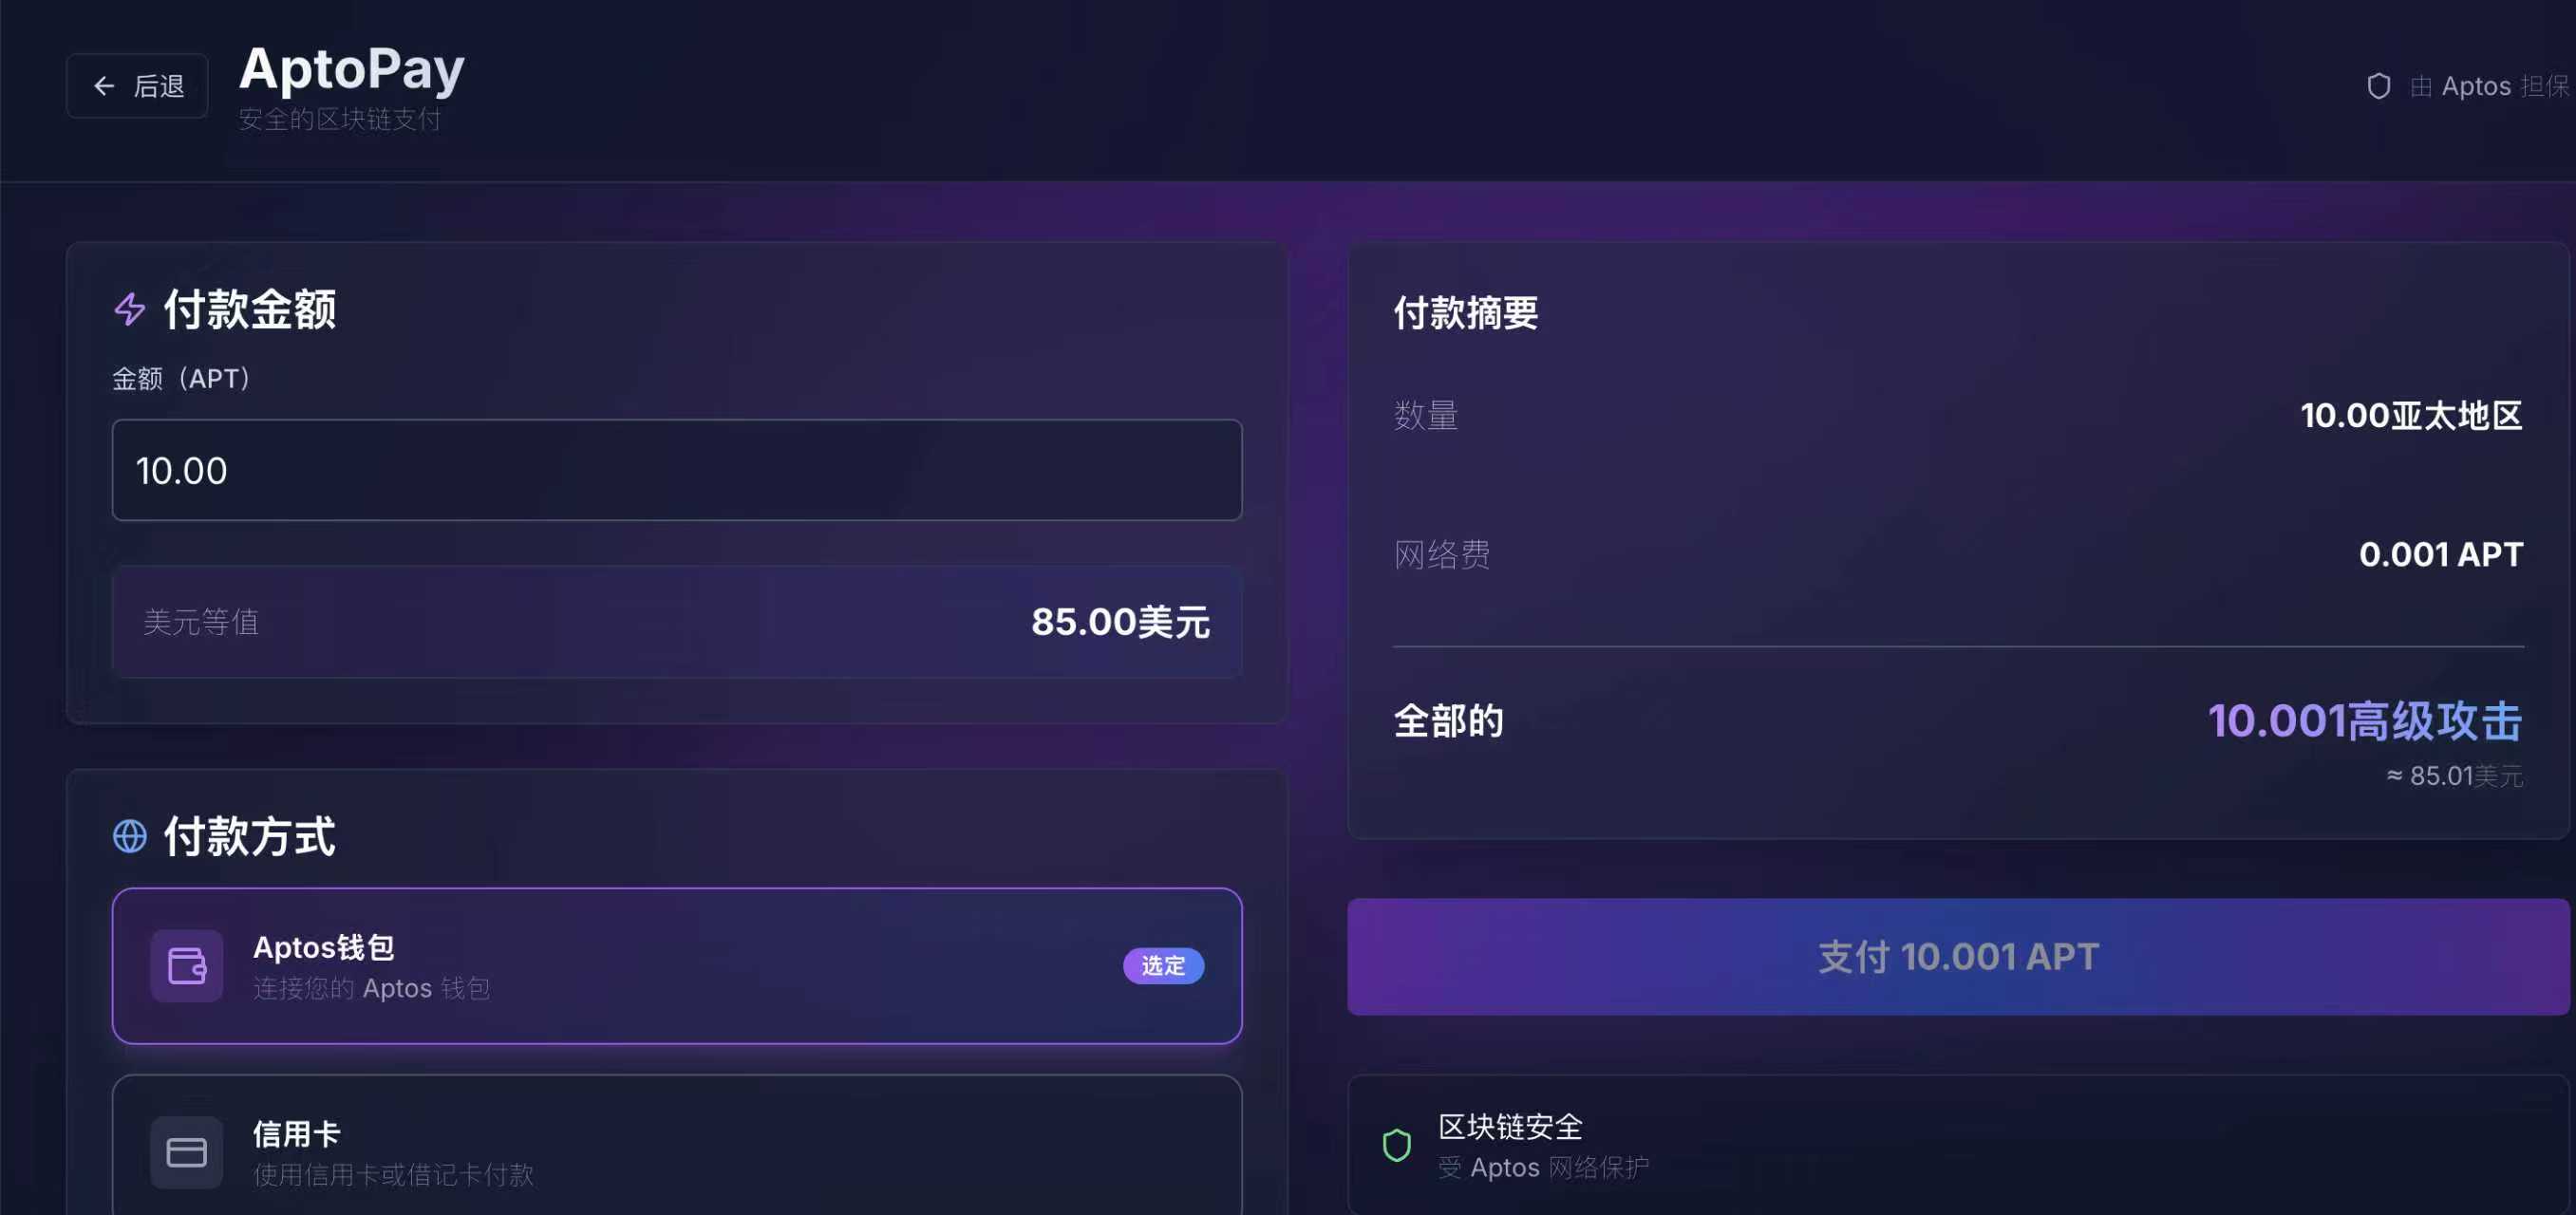 后退
AptoPay
安全的区块链支付
由 Aptos 担保
付款金额
金额（APT）
10.00
美元等值
85.00美元
付款方式
Aptos钱包
连接您的 Aptos 钱包
选定
信用卡
使用信用卡或借记卡付款
付款摘要
数量
10.00亚太地区
网络费
0.001 APT
全部的
10.001高级攻击
≈ 85.01美元
支付 10.001 APT
区块链安全
受 Aptos 网络保护